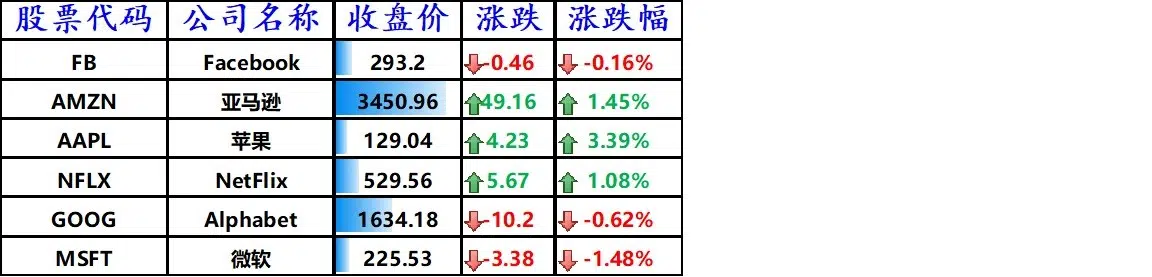 股票代码 公司名称 收盘价 涨跌 涨跌幅
FB Facebook 293.2 -0.46 -0.16%
AMZN 亚马逊 3450.96 49.16 1.45%
AAPL 苹果 129.04 4.23 3.39%
NFLX NetFlix 529.56 5.67 1.08%
GOOG Alphabet 1634.18 -10.2 -0.62%
MSFT 微软 225.53 -3.38 -1.48%